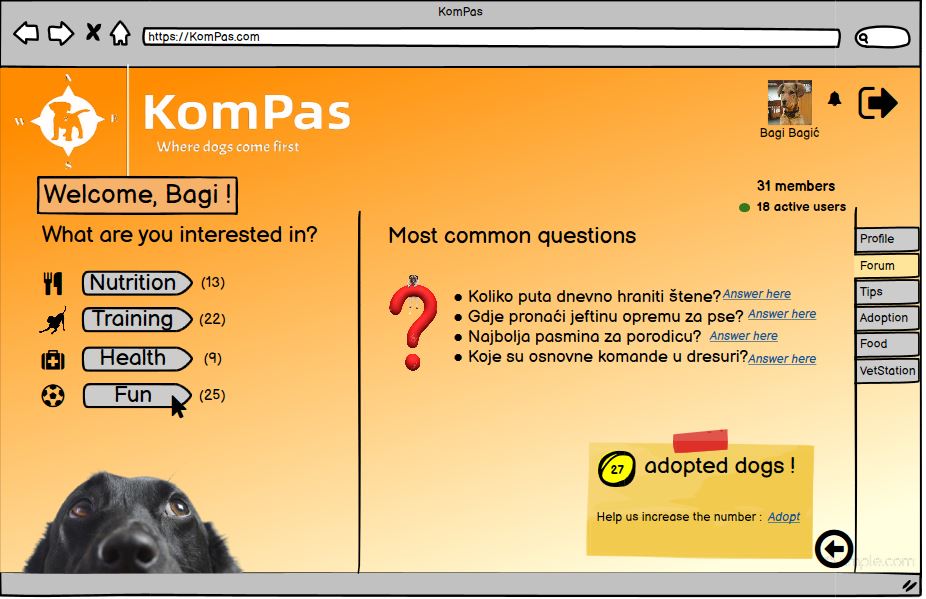 KomPas
https://KomPas.com
N
W
E
S
KomPas
Where dogs come first
Bagi Bagić
Welcome, Bagi !
31 members
18 active users
What are you interested in?
Nutrition (13)
Training (22)
Health (9)
Fun (25)
Most common questions
• Koliko puta dnevno hraniti štene? Answer here
• Gdje pronaći jeftinu opremu za pse? Answer here
• Najbolja pasmina za porodicu? Answer here
• Koje su osnovne komande u dresuri? Answer here
Profile
Forum
Tips
Adoption
Food
VetStation
27 adopted dogs !
Help us increase the number : Adopt